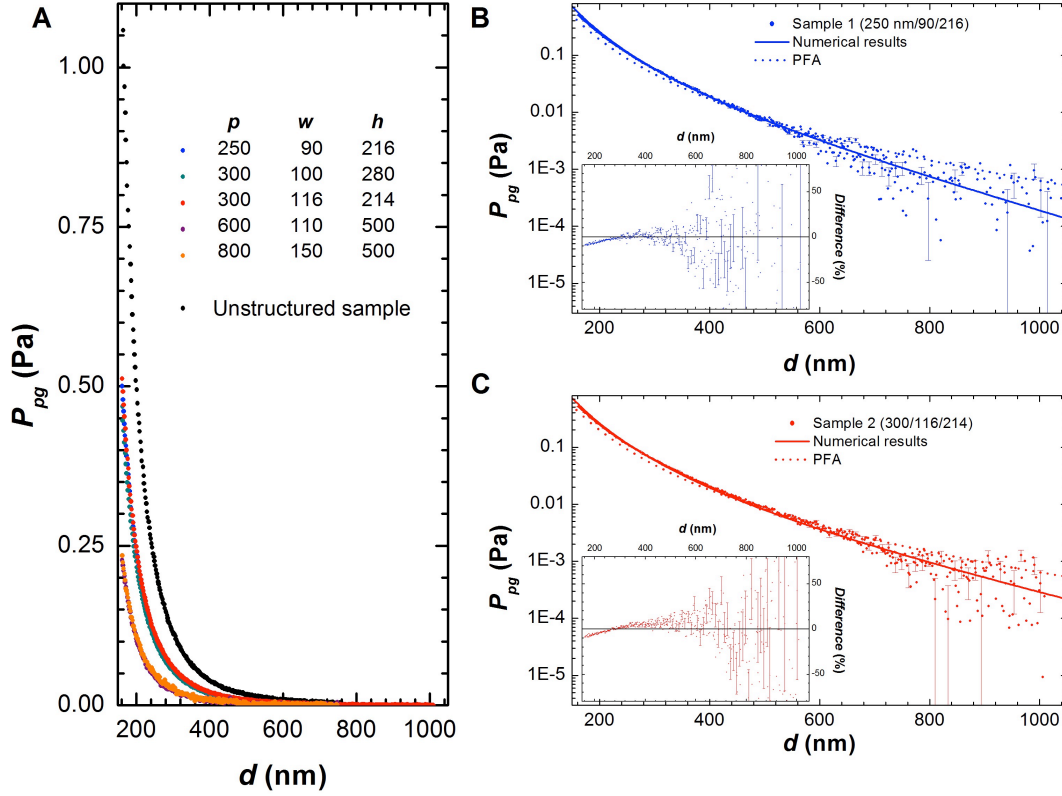 A
1.00
0.75
0.50
0.25
0.00
P_pg (Pa)
p w h
250 90 216
300 100 280
300 116 214
600 110 500
800 150 500
Unstructured sample
200 400 600 800 1000
d (nm)
B
Sample 1 (250 nm/90/216)
Numerical results
PFA
0.1
0.01
1E-3
1E-4
1E-5
P_pg (Pa)
d (nm)
200 400 600 800 1000
50
0
-50
Difference (%)
200 400 600 800 1000
d (nm)
C
Sample 2 (300/116/214)
Numerical results
PFA
0.1
0.01
1E-3
1E-4
1E-5
P_pg (Pa)
d (nm)
200 400 600 800 1000
50
0
-50
Difference (%)
200 400 600 800 1000
d (nm)